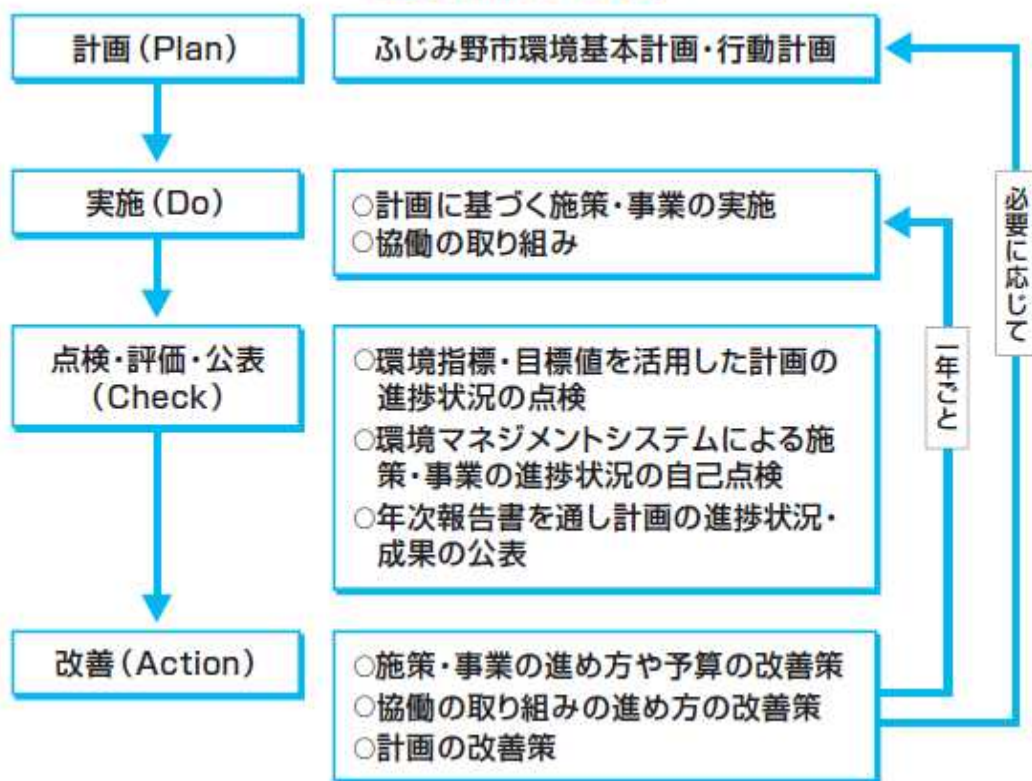 計画(Plan)
ふじみ野市環境基本計画・行動計画
実施(Do)
○計画に基づく施策・事業の実施
○協働の取り組み
点検・評価・公表
(Check)
○環境指標・目標値を活用した計画の
進捗状況の点検
○環境マネジメントシステムによる施
策・事業の進捗状況の自己点検
○年次報告書を通し計画の進捗状況・
成果の公表
改善(Action)
○施策・事業の進め方や予算の改善策
○協働の取り組みの進め方の改善策
○計画の改善策
一年ごと
必要に応じて